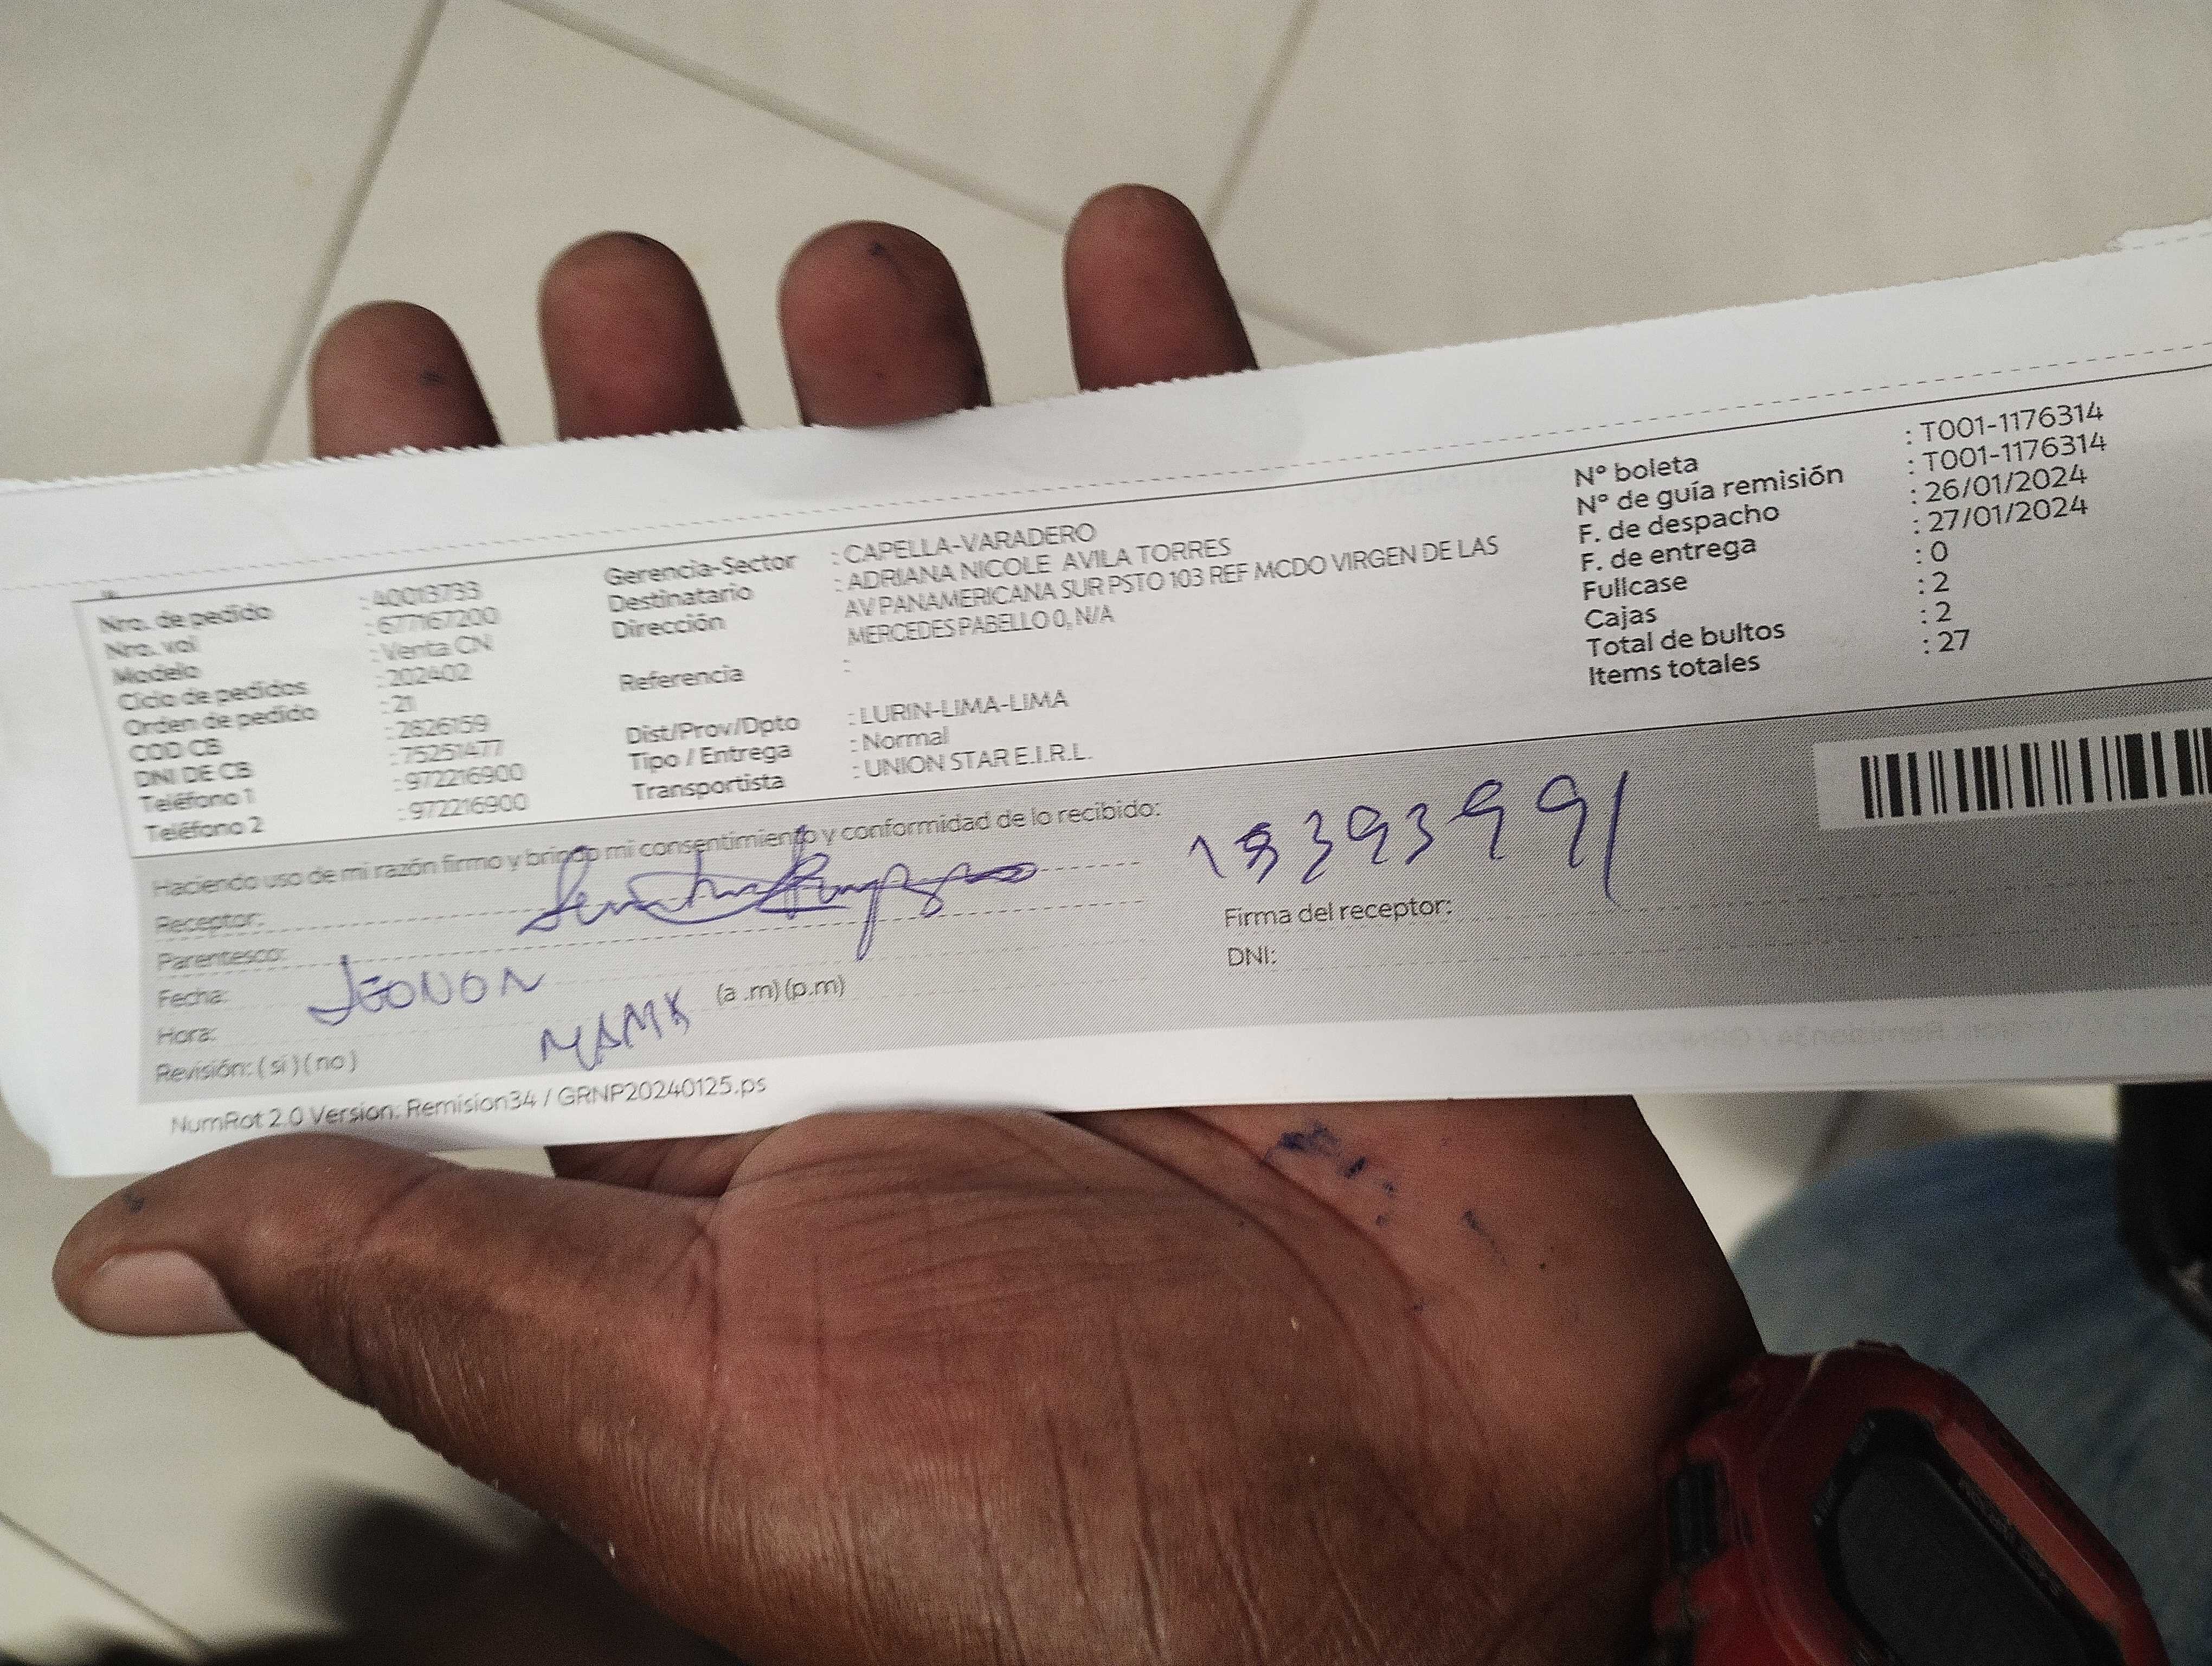 Nro. de pedido : 40013733
Nro. vol : 677167200
Modelo : Venta CN
Ciclo de pedidos : 202402
Orden de pedido : 21
COD CB : 2826159
DNI DE CB : 75251477
Teléfono 1 : 972216900
Teléfono 2 : 972216900
Gerencia-Sector : CAPELLA-VARADERO
Destinatario : ADRIANA NICOLE AVILA TORRES
Dirección AV PANAMERICANA SUR PSTO 103 REF MCDO VIRGEN DE LAS
MERCEDES PABELLO 0, N/A
Referencia :
Dist/Prov/Dpto : LURIN-LIMA-LIMA
Tipo / Entrega : Normal
Transportista : UNION STAR E.I.R.L.
N° boleta : T001-1176314
N° de guía remisión : T001-1176314
F. de despacho : 26/01/2024
F. de entrega : 27/01/2024
Fullcase : 0
Cajas : 2
Total de bultos : 2
Items totales : 27
Haciendo uso de mi razón firmo y brindo mi consentimiento y conformidad de lo recibido:
Receptor:
Parentesco:
Fecha:
Hora: (a .m) (p.m)
Revisión: ( si ) ( no )
MAMA
Firma del receptor:
DNI:
NumRot 2.0 Version: Remision34 / GRNP20240125.ps